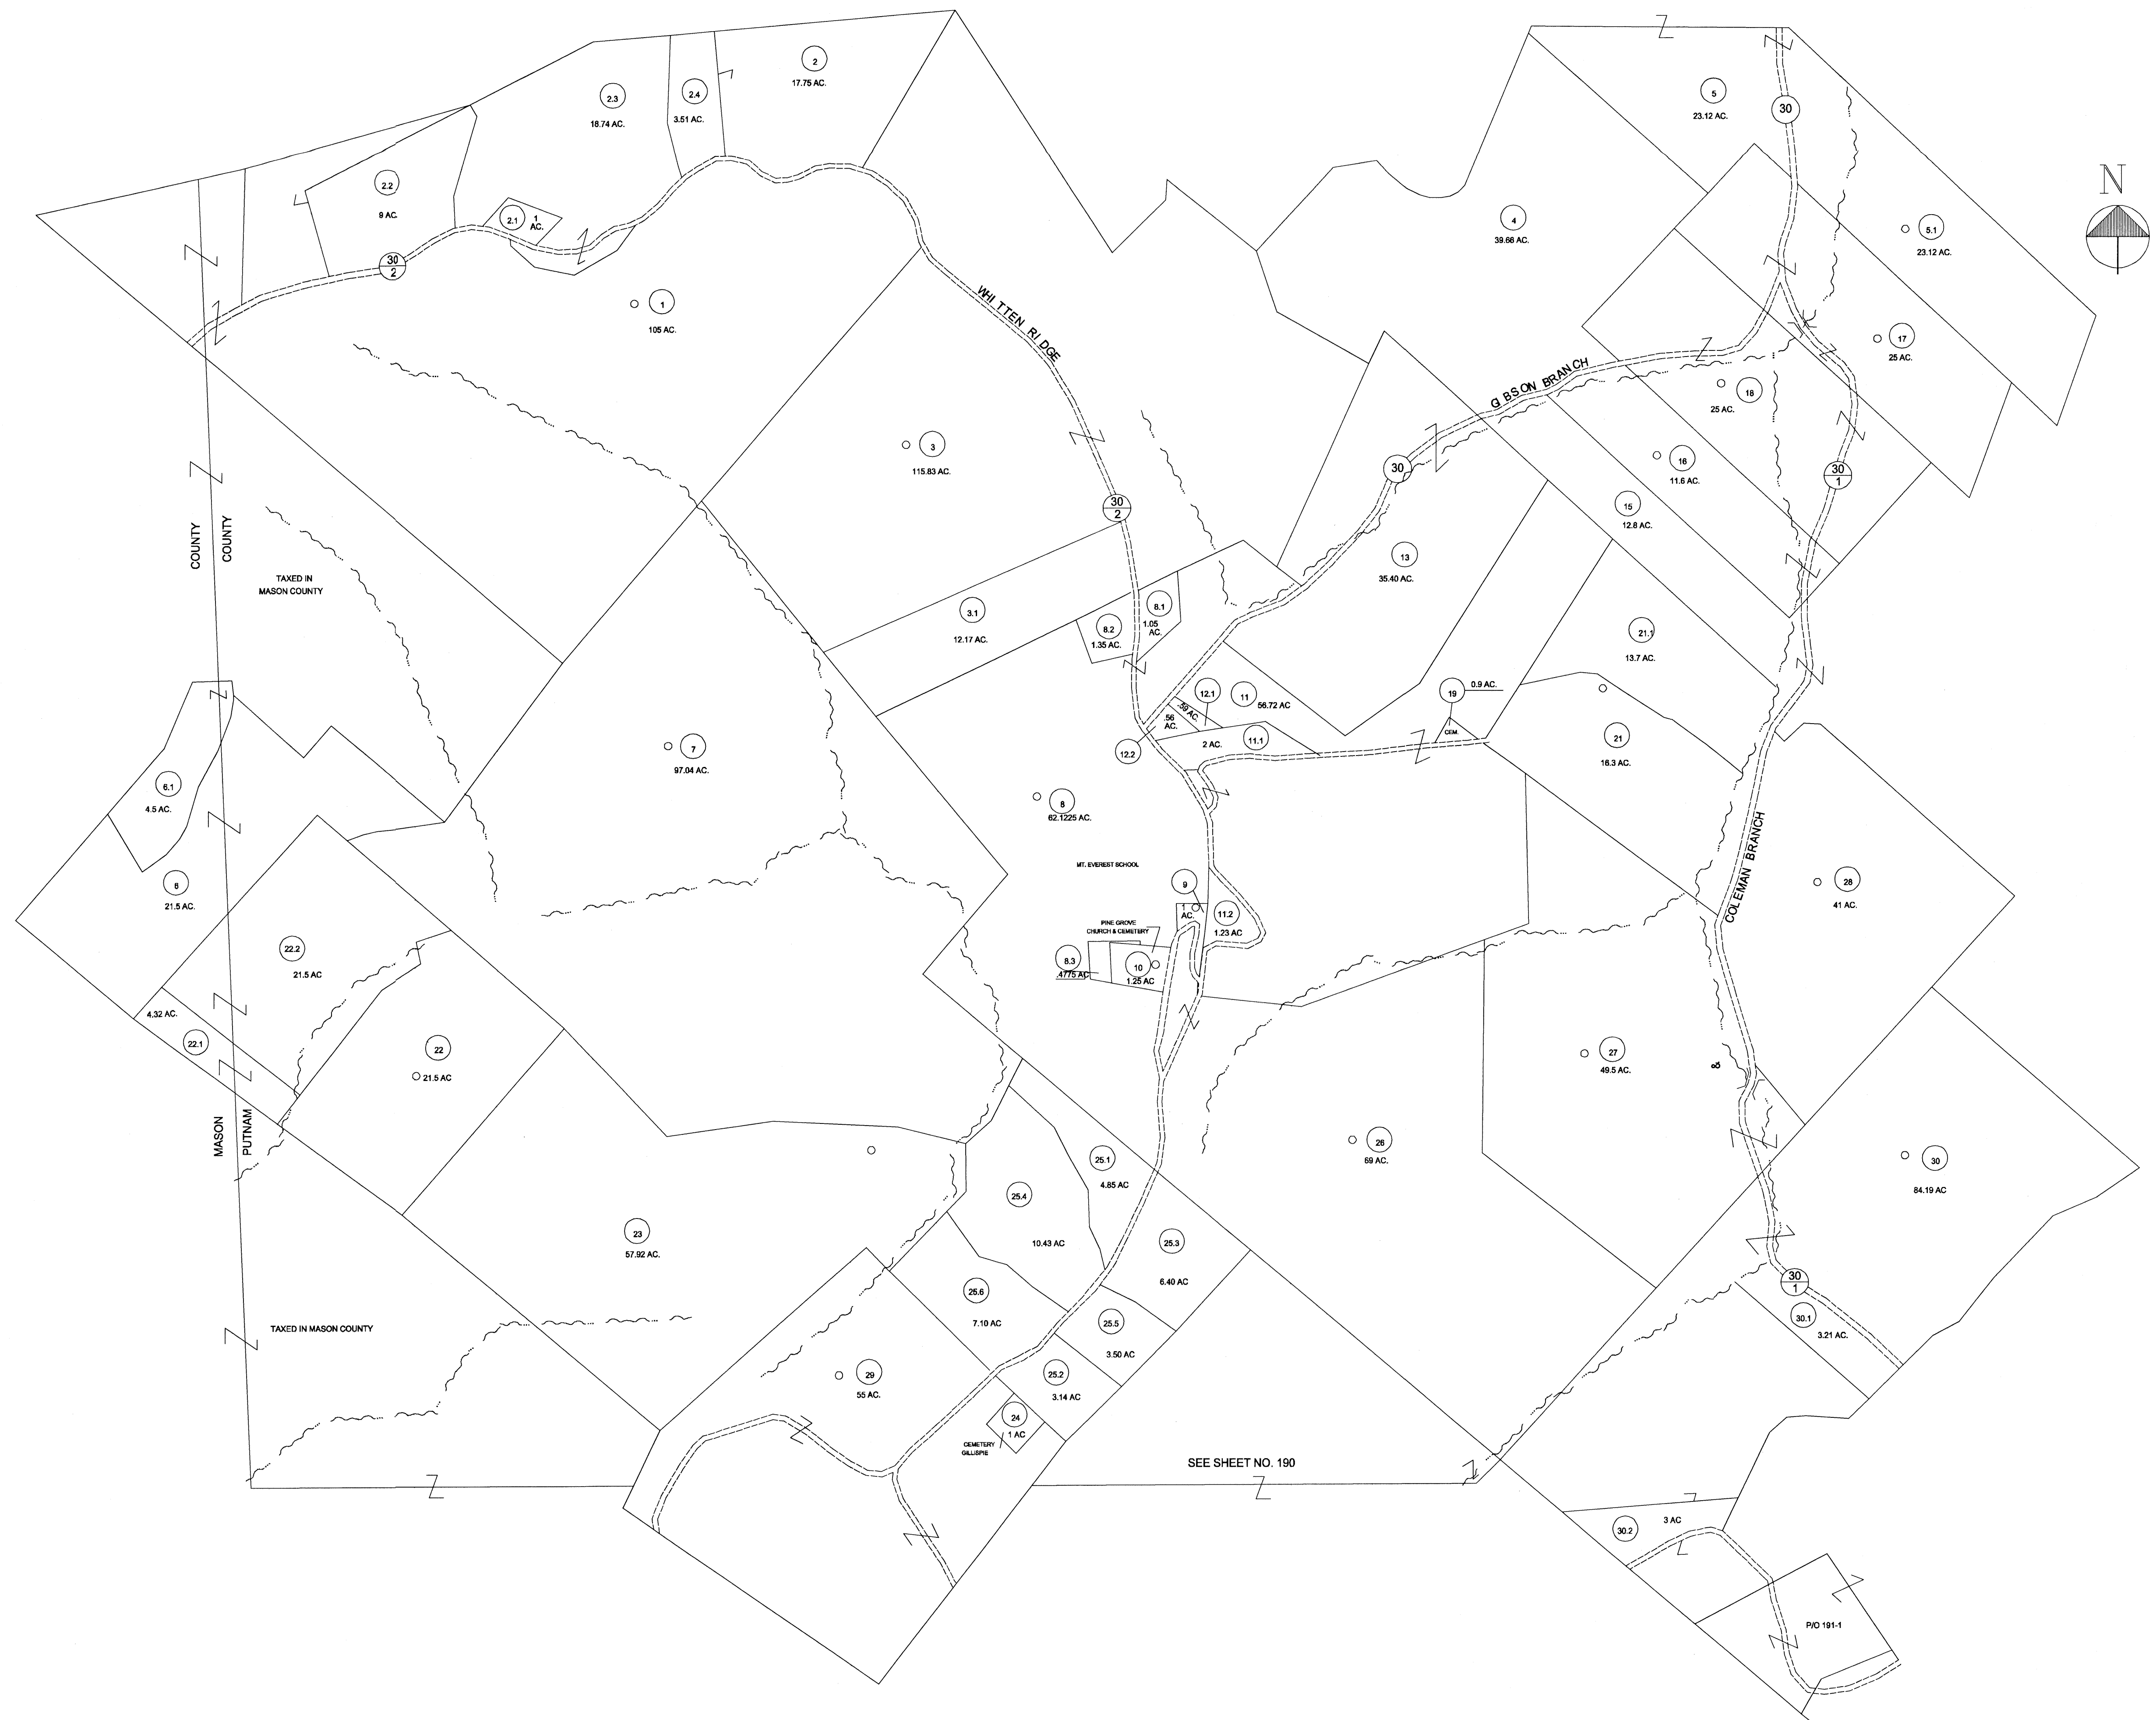 2
17.75 AC.
2.3
18.74 AC.
2.4
3.51 AC.
5
23.12 AC.
30
N
2.2
9 AC.
2.1
1
AC.
4
39.66 AC.
5.1
23.12 AC.
30
2
1
105 AC.
WHITTEN RIDGE
17
25 AC.
GIBSON BRANCH
18
25 AC.
3
115.83 AC.
30
16
11.6 AC.
30
1
30
2
15
12.8 AC.
COUNTY
COUNTY
TAXED IN
MASON COUNTY
13
35.40 AC.
3.1
12.17 AC.
8.1
1.05
AC.
8.2
1.35 AC.
21.1
13.7 AC.
12.1
11
56.72 AC
19
0.9 AC.
.59 AC.
.56
AC.
CEM.
12.2
2 AC.
11.1
21
16.3 AC.
7
97.04 AC.
6.1
4.5 AC.
8
62.1225 AC.
MT. EVEREST SCHOOL
COLEMAN BRANCH
6
21.5 AC.
9
1
AC.
28
41 AC.
11.2
1.23 AC
PINE GROVE
CHURCH & CEMETERY
22.2
21.5 AC
8.3
.4775 AC
10
1.25 AC
4.32 AC.
22.1
22
21.5 AC
27
49.5 AC.
MASON
PUTNAM
26
69 AC.
25.1
4.85 AC
30
84.19 AC
25.4
10.43 AC
23
57.92 AC.
25.3
6.40 AC
30
1
25.6
7.10 AC
25.5
3.50 AC
30.1
3.21 AC.
TAXED IN MASON COUNTY
29
55 AC.
25.2
3.14 AC
24
1 AC
CEMETERY
GILLISPIE
SEE SHEET NO. 190
30.2
3 AC
P/O 191-1